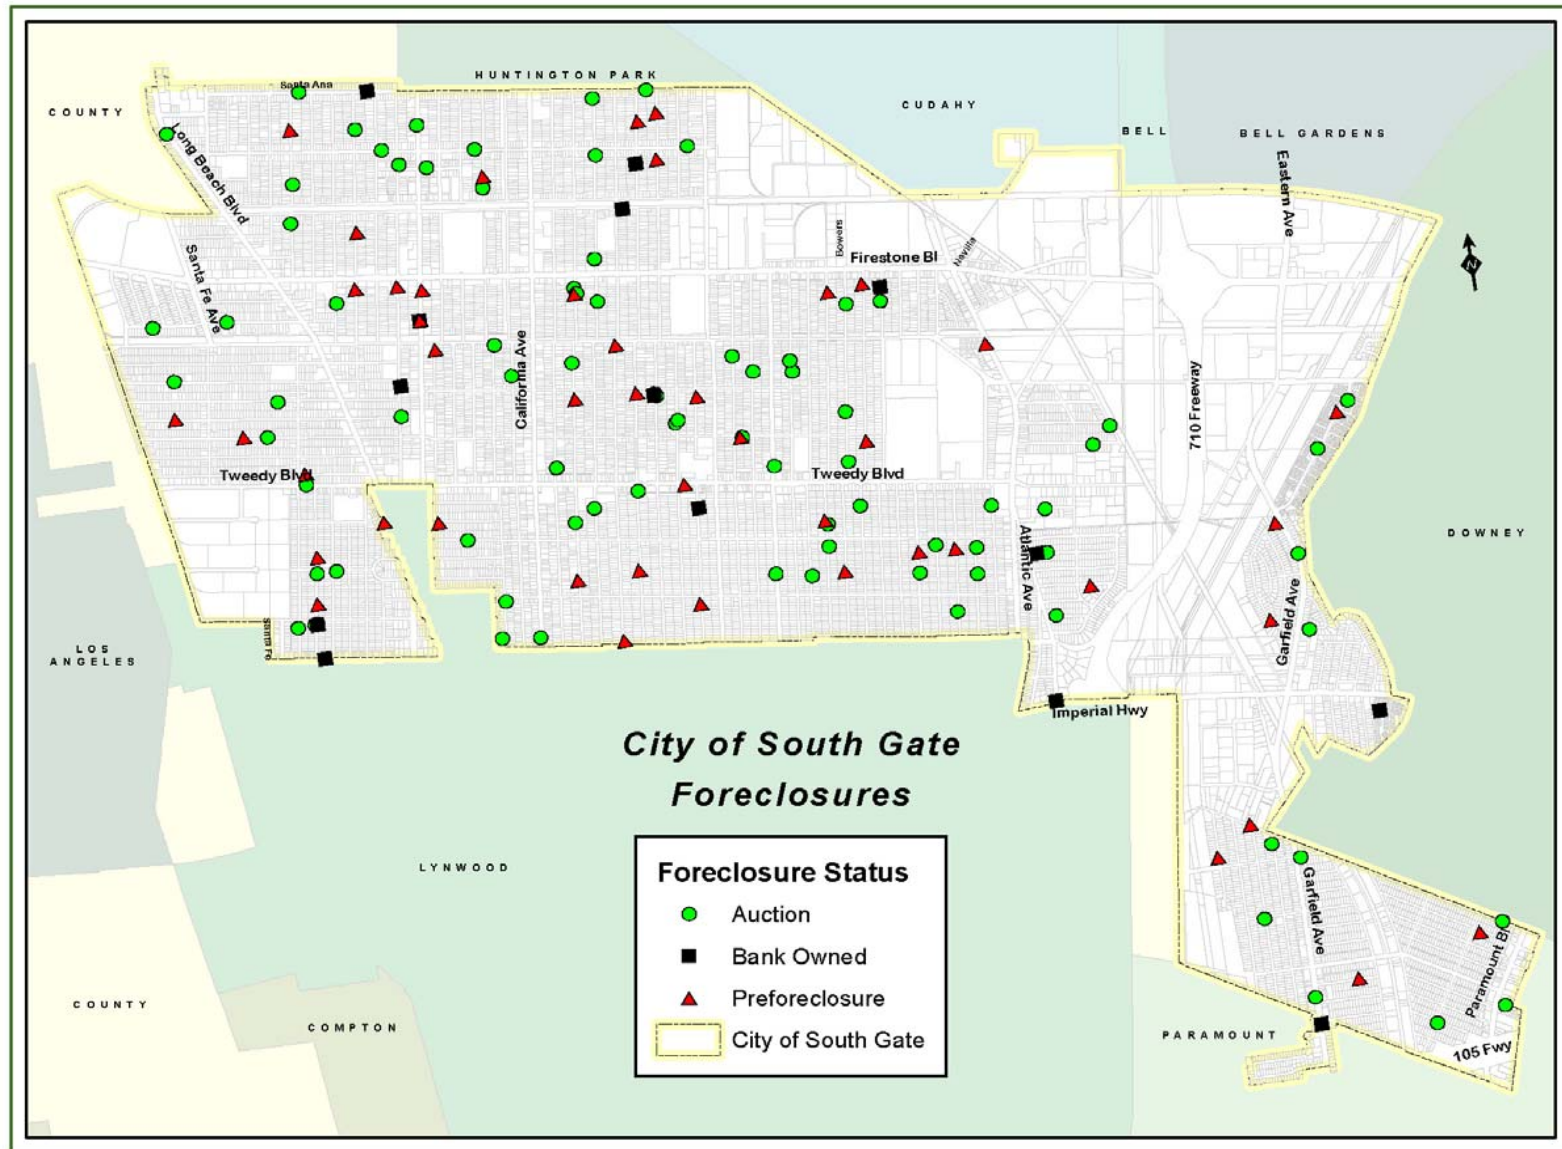 HUNTINGTON PARK
Santa Ana
COUNTY
CUDAHY
BELL
BELL GARDENS
Long Beach Blvd
Eastern Ave
Santa Fe Ave
Bowers
Nevilla
Firestone Bl
N
California Ave
710 Freeway
Tweedy Blvd
Tweedy Blvd
Atlantic Ave
DOWNEY
Garfield Ave
Santa Fe
LOS
ANGELES
Imperial Hwy
City of South Gate
Foreclosures
LYNWOOD
Foreclosure Status
Auction
Bank Owned
Preforeclosure
City of South Gate
Garfield Ave
Paramount Bl
COUNTY
COMPTON
PARAMOUNT
105 Fwy